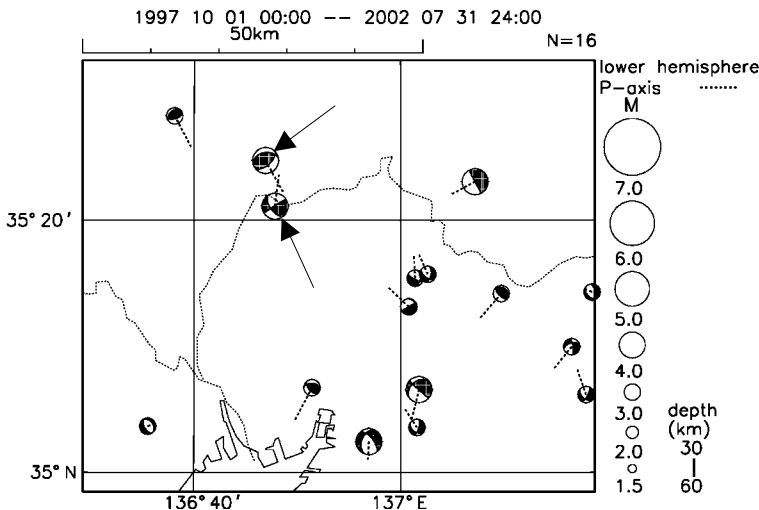 1997 10 01 00:00 -- 2002 07 31 24:00
50km
N=16
lower hemisphere
P-axis
M
7.0
6.0
5.0
4.0
3.0
2.0
1.5
depth
(km)
30
60
35°20'
35°N
136°40'
137°E